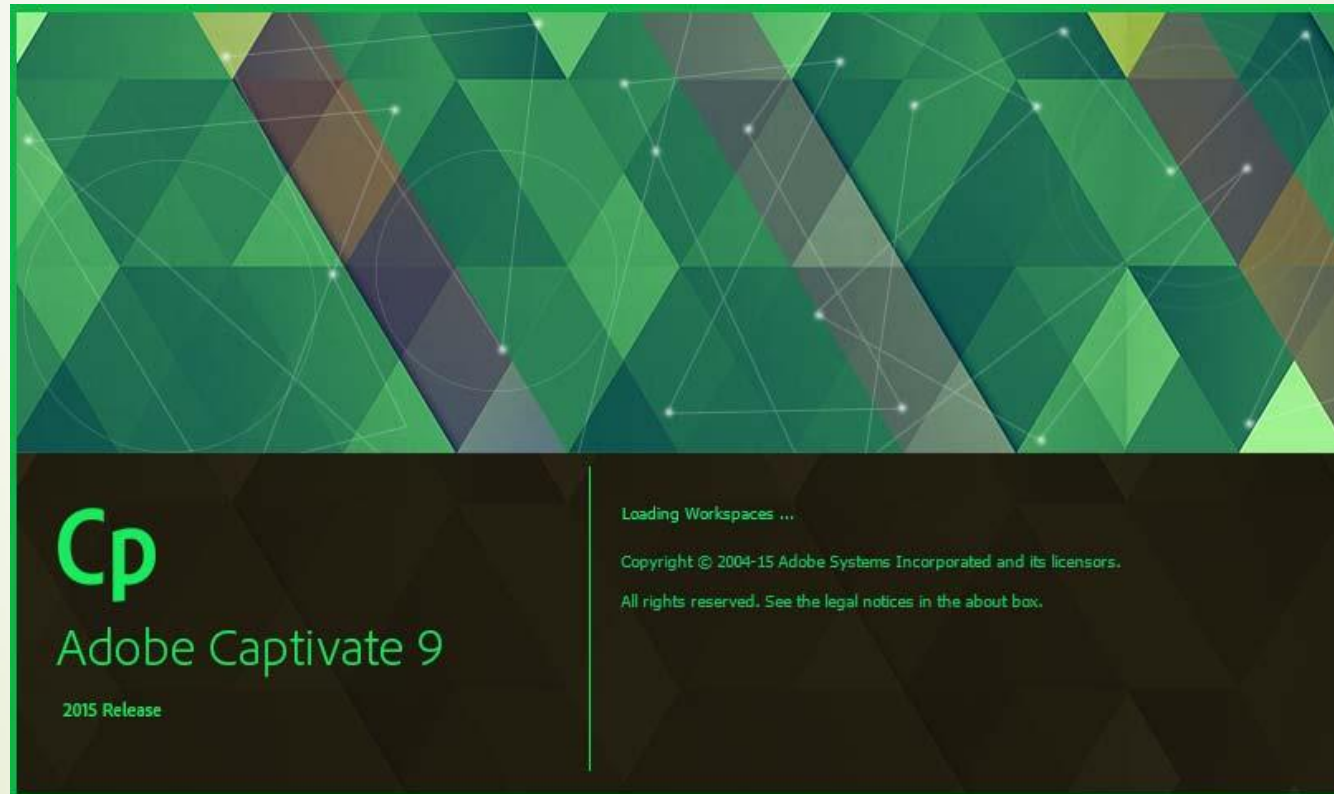 Cp
Adobe Captivate 9
2015 Release
Loading Workspaces ...
Copyright © 2004-15 Adobe Systems Incorporated and its licensors.
All rights reserved. See the legal notices in the about box.